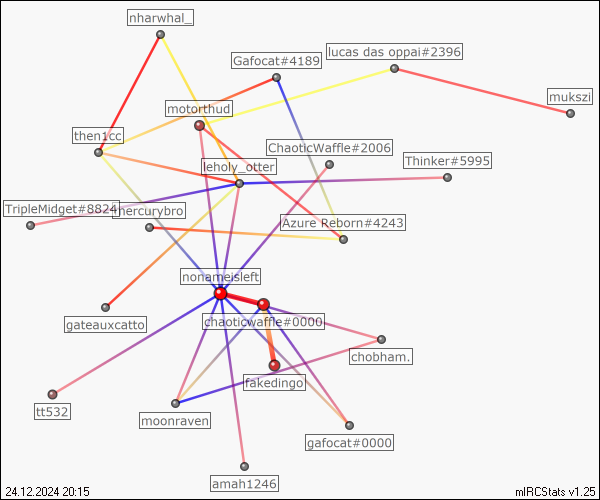 nharwhal_
Gafocat#4189
lucas das oppai#2396
mukszi
motorthud
then1cc
ChaoticWaffle#2006
Thinker#5995
leholy_otter
TripleMidget#8824
mercurybro
Azure Reborn#4243
nonameisleft
gateauxcatto
chaoticwaffle#0000
chobham.
fakedingo
tt532
moonraven
gafocat#0000
amah1246
24.12.2024 20:15
mIRCStats v1.25